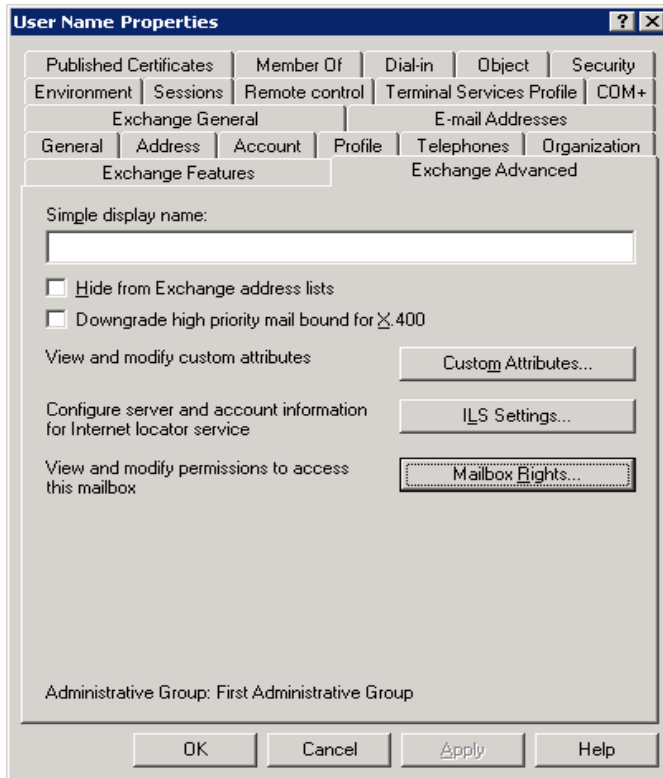 User Name Properties
Published Certificates Member Of Dial-in Object Security
Environment Sessions Remote control Terminal Services Profile COM+
Exchange General E-mail Addresses
General Address Account Profile Telephones Organization
Exchange Features Exchange Advanced
Simple display name:
Hide from Exchange address lists
Downgrade high priority mail bound for X.400
View and modify custom attributes
Custom Attributes...
Configure server and account information
for Internet locator service
ILS Settings...
View and modify permissions to access
this mailbox
Mailbox Rights...
Administrative Group: First Administrative Group
OK Cancel Apply Help